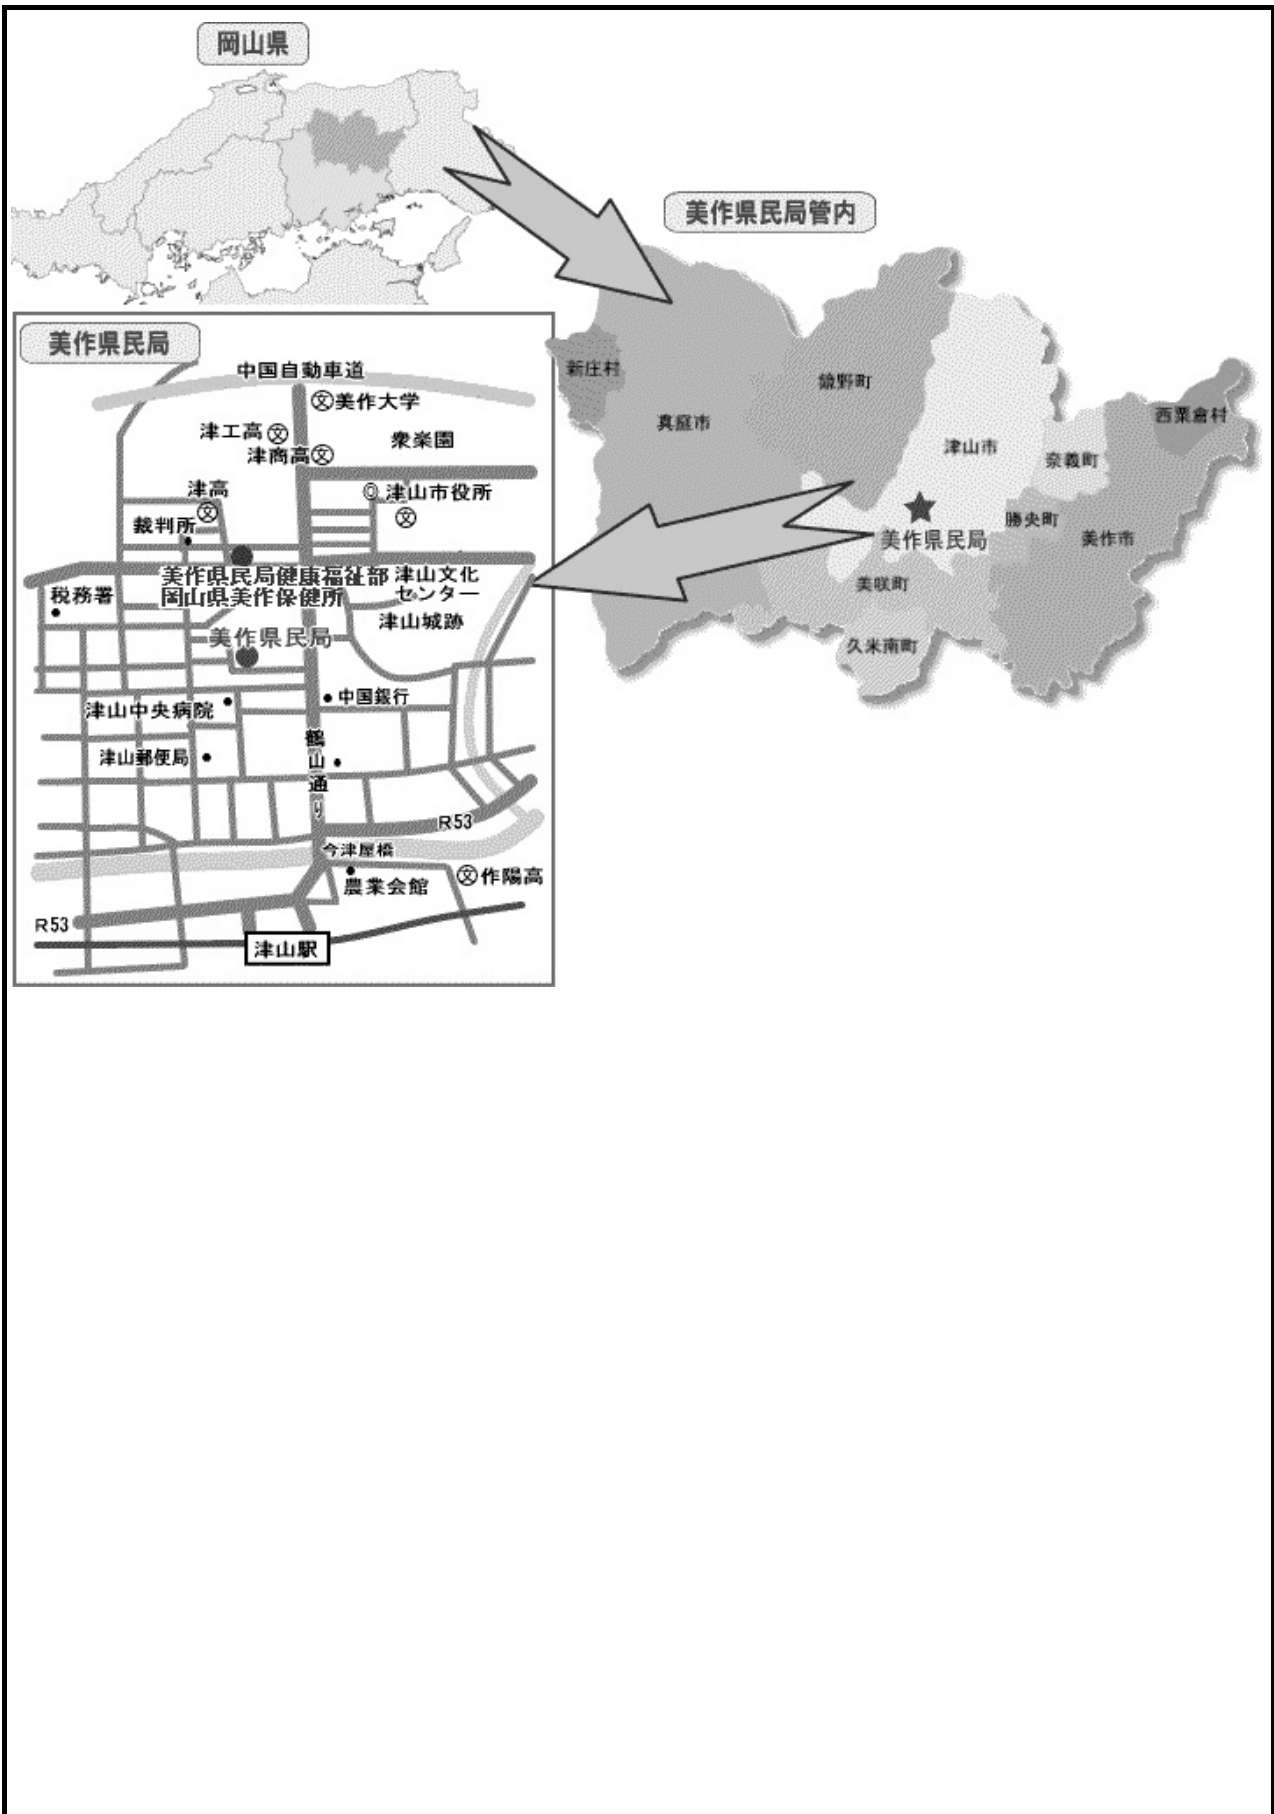 岡山県
美作県民局管内
新庄村
真庭市
鏡野町
津山市
奈義町
西粟倉村
勝央町
美作市
美作県民局
美咲町
久米南町
美作県民局
中国自動車道
文美作大学
津工高文
衆楽園
津商高文
津高
文
◎津山市役所
文
裁判所
美作県民局健康福祉部
岡山県美作保健所
津山文化
センター
税務署
津山城跡
美作県民局
中国銀行
津山中央病院
鶴山通り
津山郵便局
R53
今津屋橋
農業会館
文作陽高
R53
津山駅